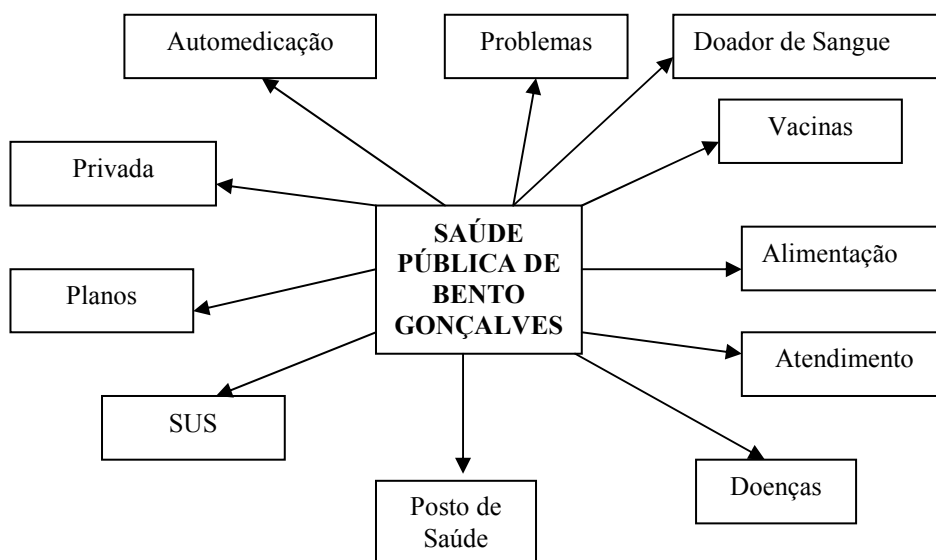 Automedicação
Problemas
Doador de Sangue
Vacinas
Privada
SAÚDE
PÚBLICA DE
BENTO
GONÇALVES
Alimentação
Planos
Atendimento
SUS
Doenças
Posto de
Saúde